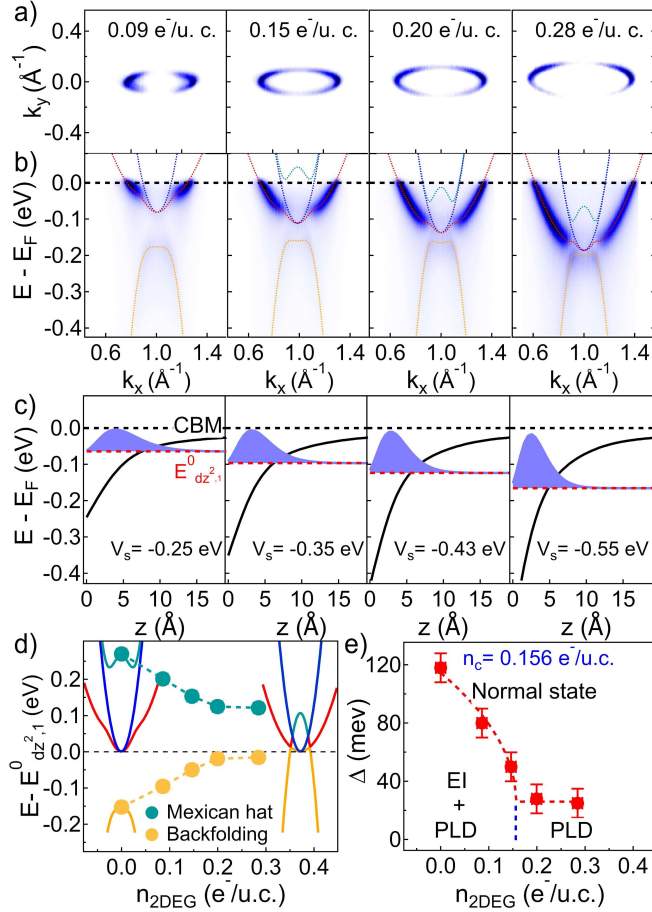 a)
0.09 e⁻/u. c.
0.15 e⁻/u. c.
0.20 e⁻/u. c.
0.28 e⁻/u. c.
k_y (Å⁻¹)
0.4
0.0
-0.4
b)
E - E_F (eV)
0.0
-0.1
-0.2
-0.3
-0.4
0.6 1.0 1.4
0.6 1.0 1.4
0.6 1.0 1.4
0.6 1.0 1.4
k_x (Å⁻¹)
k_x (Å⁻¹)
k_x (Å⁻¹)
k_x (Å⁻¹)
c)
E - E_F (eV)
0.0
-0.1
-0.2
-0.3
-0.4
CBM
E⁰_dz²,1
V_s= -0.25 eV
V_s= -0.35 eV
V_s= -0.43 eV
V_s= -0.55 eV
0 5 10 15
0 5 10 15
0 5 10 15
0 5 10 15
z (Å)
z (Å)
z (Å)
z (Å)
d)
E- E⁰_dz²,1 (eV)
0.2
0.1
0.0
-0.1
-0.2
Mexican hat
Backfolding
0.0 0.1 0.2 0.3 0.4
n_2DEG (e⁻/u.c.)
e)
Δ (meV)
120
80
40
0
n_c= 0.156 e⁻/u.c.
Normal state
EI
+
PLD
PLD
0.0 0.1 0.2 0.3 0.4
n_2DEG (e⁻/u.c.)